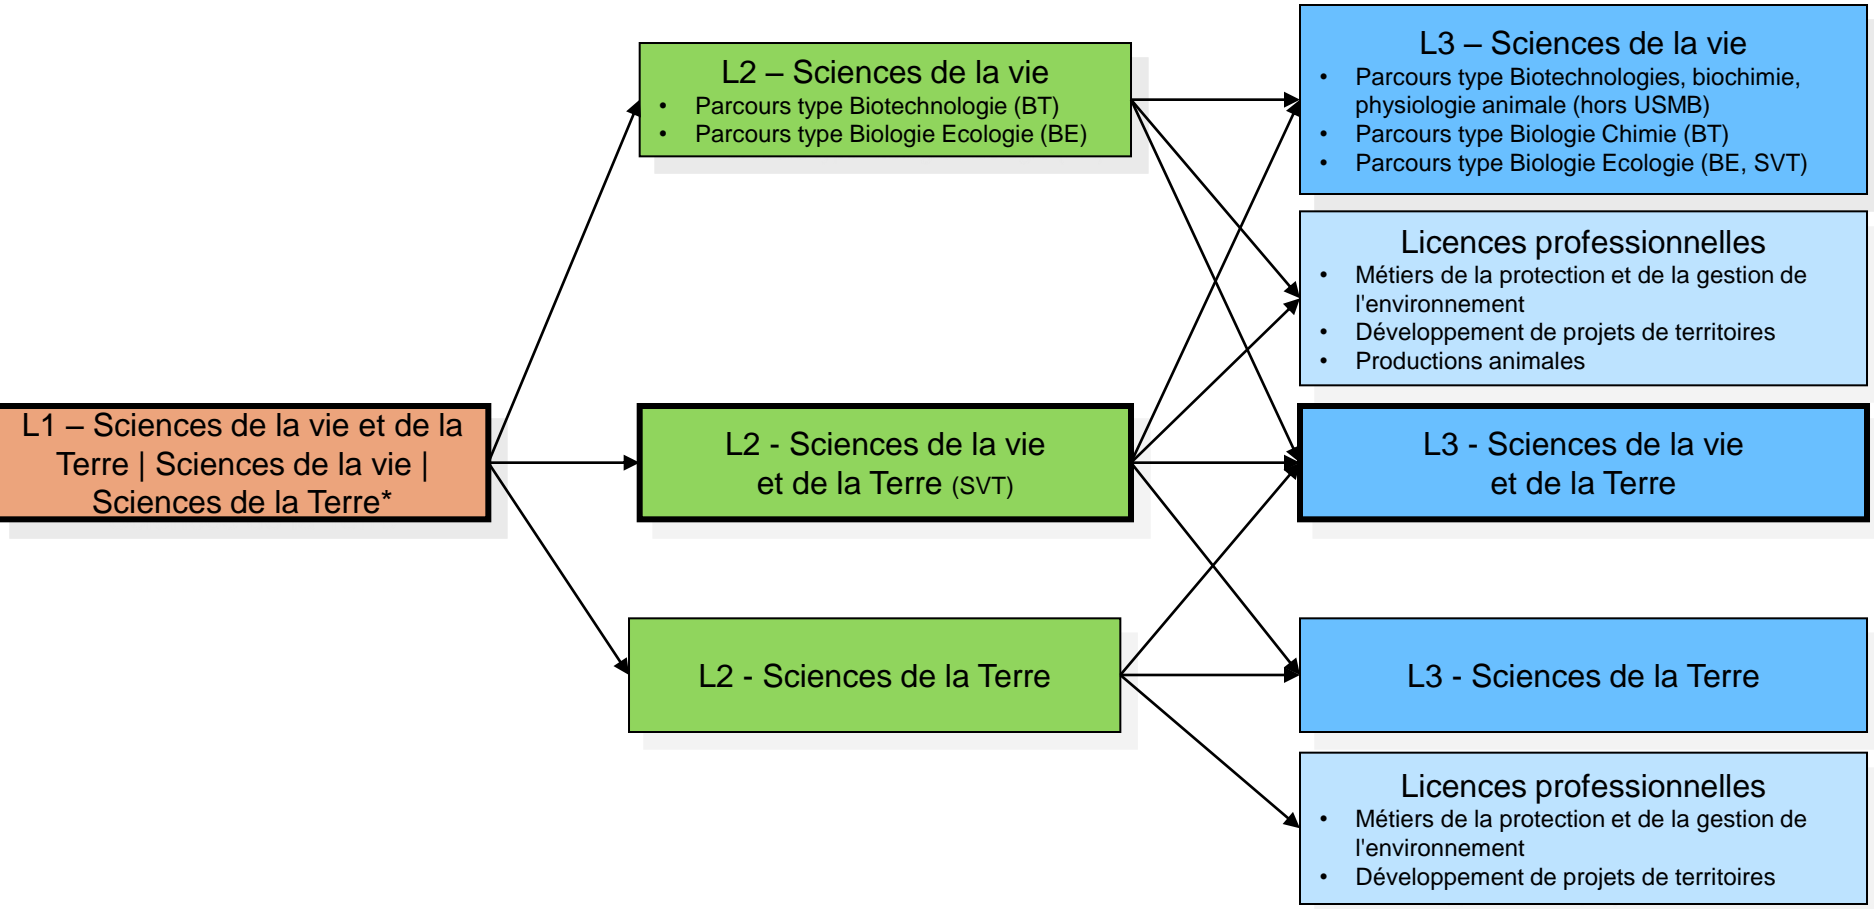 L1 – Sciences de la vie et de la
Terre | Sciences de la vie |
Sciences de la Terre*
L2 – Sciences de la vie
• Parcours type Biotechnologie (BT)
• Parcours type Biologie Ecologie (BE)
L2 - Sciences de la vie
et de la Terre (SVT)
L2 - Sciences de la Terre
L3 – Sciences de la vie
• Parcours type Biotechnologies, biochimie,
physiologie animale (hors USMB)
• Parcours type Biologie Chimie (BT)
• Parcours type Biologie Ecologie (BE, SVT)
Licences professionnelles
• Métiers de la protection et de la gestion de
l'environnement
• Développement de projets de territoires
• Productions animales
L3 - Sciences de la vie
et de la Terre
L3 - Sciences de la Terre
Licences professionnelles
• Métiers de la protection et de la gestion de
l'environnement
• Développement de projets de territoires